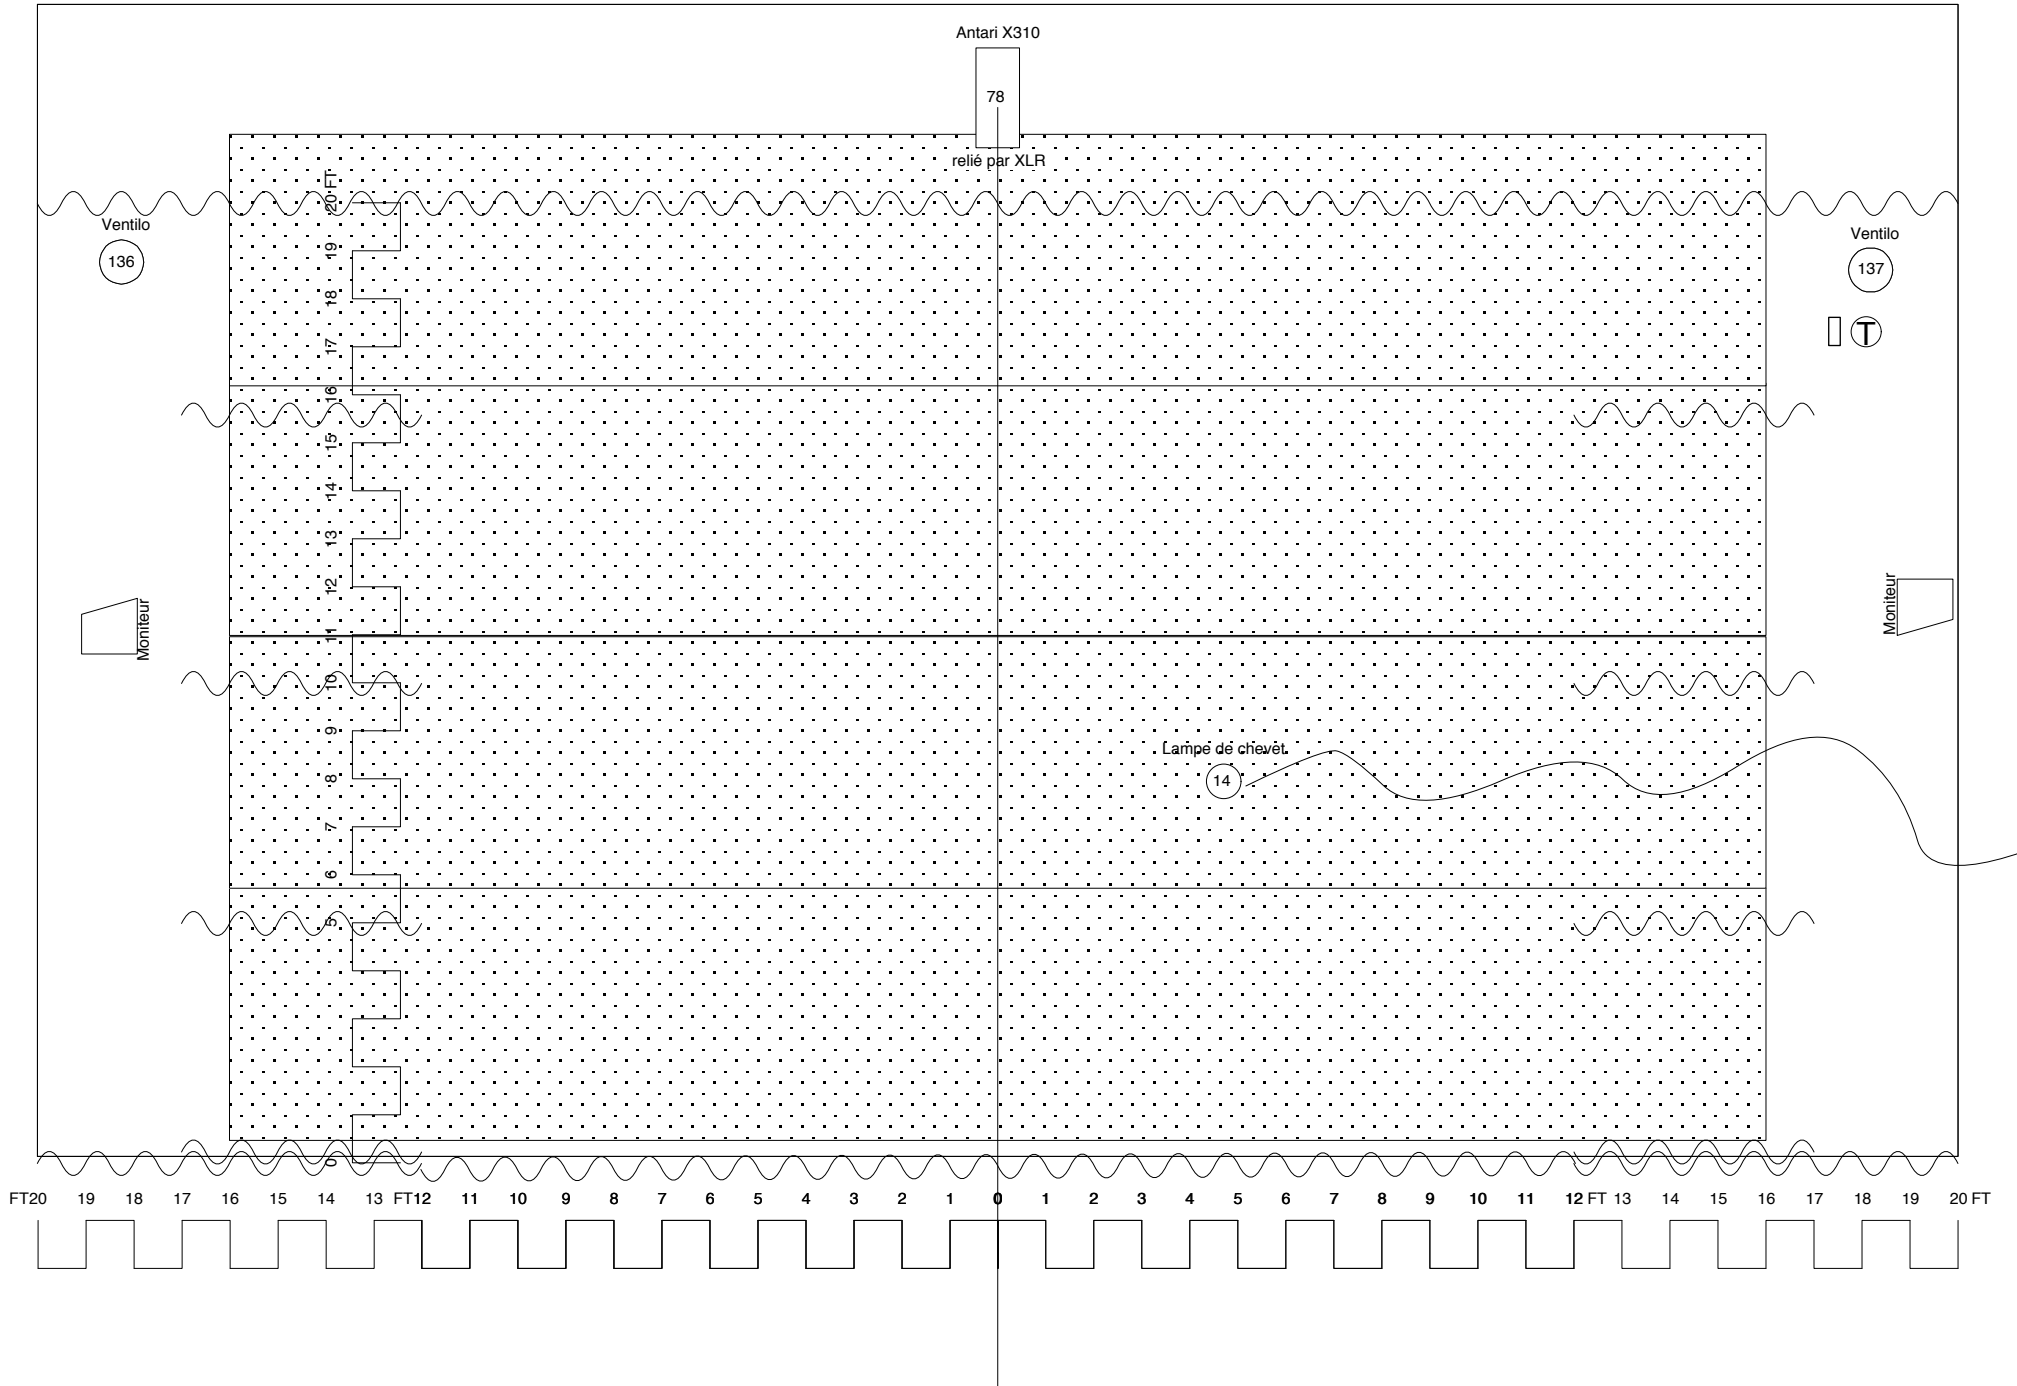 Antari X310
78
relié par XLR
20 FT
Ventilo
136
Ventilo
137
T
19
18
17
16
15
14
13
12
11
10
9
8
7
6
5
0
Moniteur
Moniteur
Lampe de chevet
14
FT20 19 18 17 16 15 14 13 FT12 11 10 9 8 7 6 5 4 3 2 1 0 1 2 3 4 5 6 7 8 9 10 11 12 FT 13 14 15 16 17 18 19 20 FT